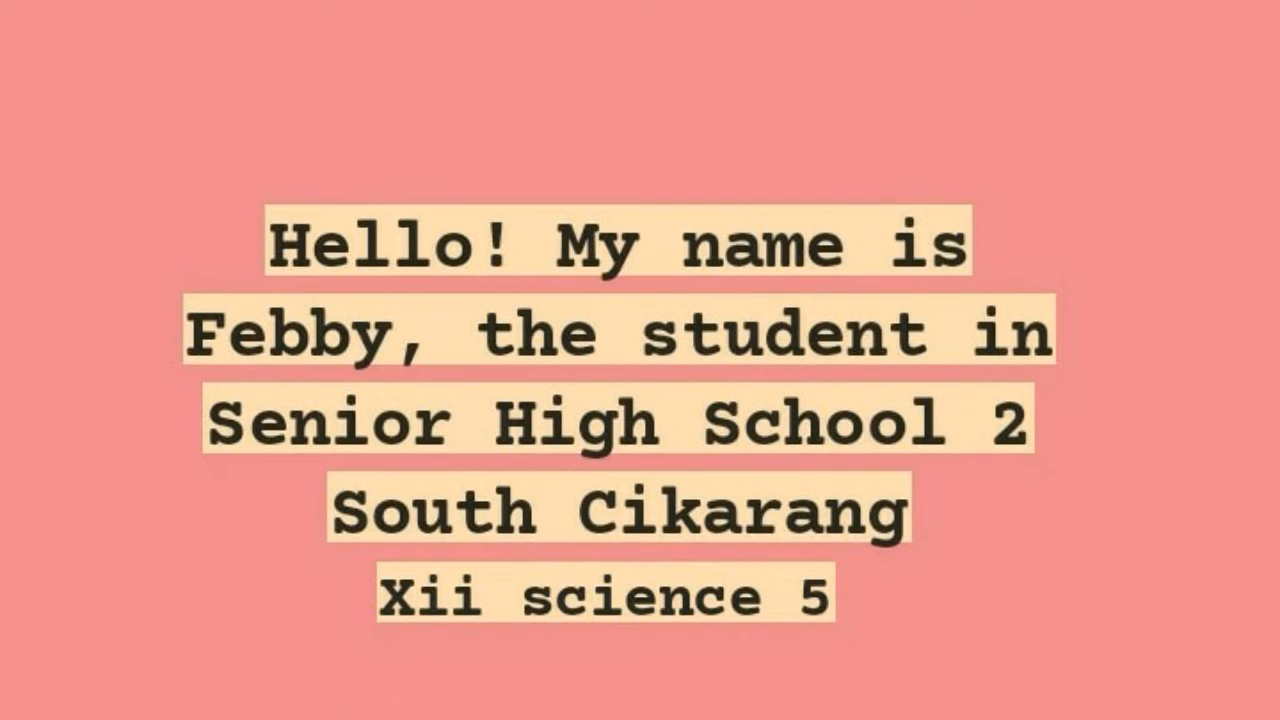 Hello! My name is
Febby, the student in
Senior High School 2
South Cikarang
Xii science 5